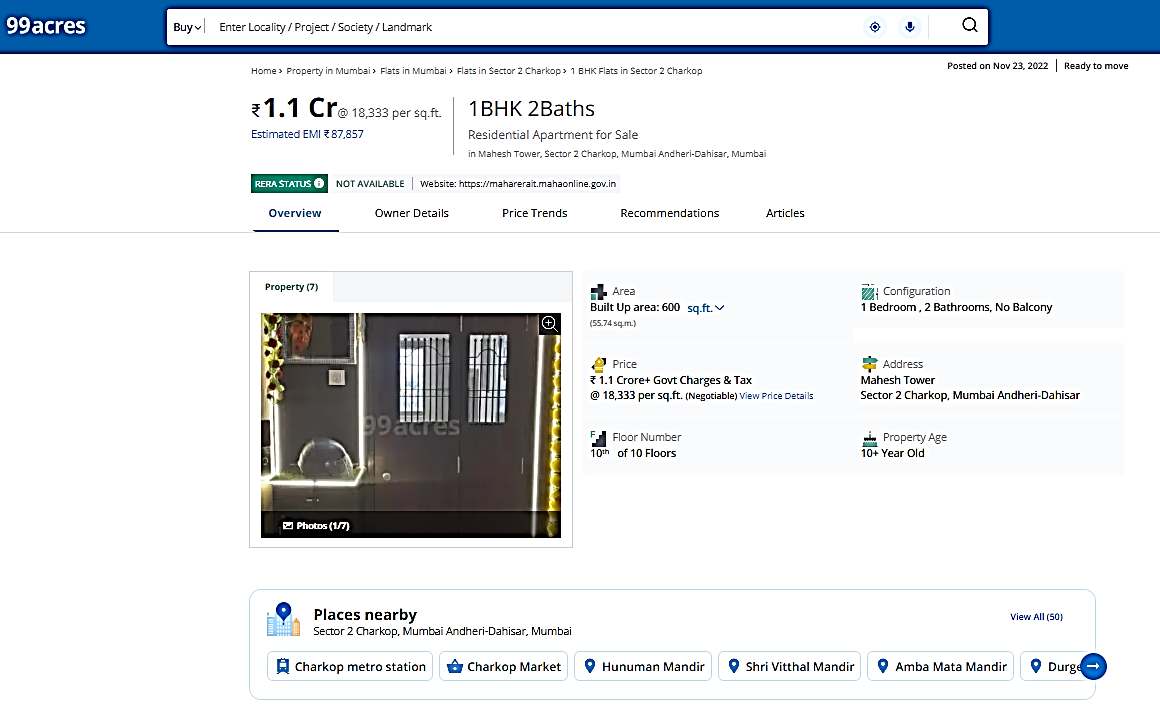 99acres
Buy
Enter Locality / Project / Society / Landmark
Home › Property in Mumbai › Flats in Mumbai › Flats in Sector 2 Charkop › 1 BHK Flats in Sector 2 Charkop
Posted on Nov 23, 2022 | Ready to move
₹ 1.1 Cr @ 18,333 per sq.ft.
Estimated EMI ₹ 87,857
1BHK 2Baths
Residential Apartment for Sale
in Mahesh Tower, Sector 2 Charkop, Mumbai Andheri-Dahisar, Mumbai
RERA STATUS NOT AVAILABLE | Website: https://maharerait.mahaonline.gov.in
Overview Owner Details Price Trends Recommendations Articles
Property (7)
99acres
Photos (1/7)
Area
Built Up area: 600 sq.ft.
(55.74 sq.m.)
Configuration
1 Bedroom , 2 Bathrooms, No Balcony
Price
₹ 1.1 Crore+ Govt Charges & Tax
@ 18,333 per sq.ft. (Negotiable) View Price Details
Address
Mahesh Tower
Sector 2 Charkop, Mumbai Andheri-Dahisar
Floor Number
10th of 10 Floors
Property Age
10+ Year Old
Places nearby
Sector 2 Charkop, Mumbai Andheri-Dahisar, Mumbai
View All (50)
Charkop metro station Charkop Market Hunuman Mandir Shri Vitthal Mandir Amba Mata Mandir Durge